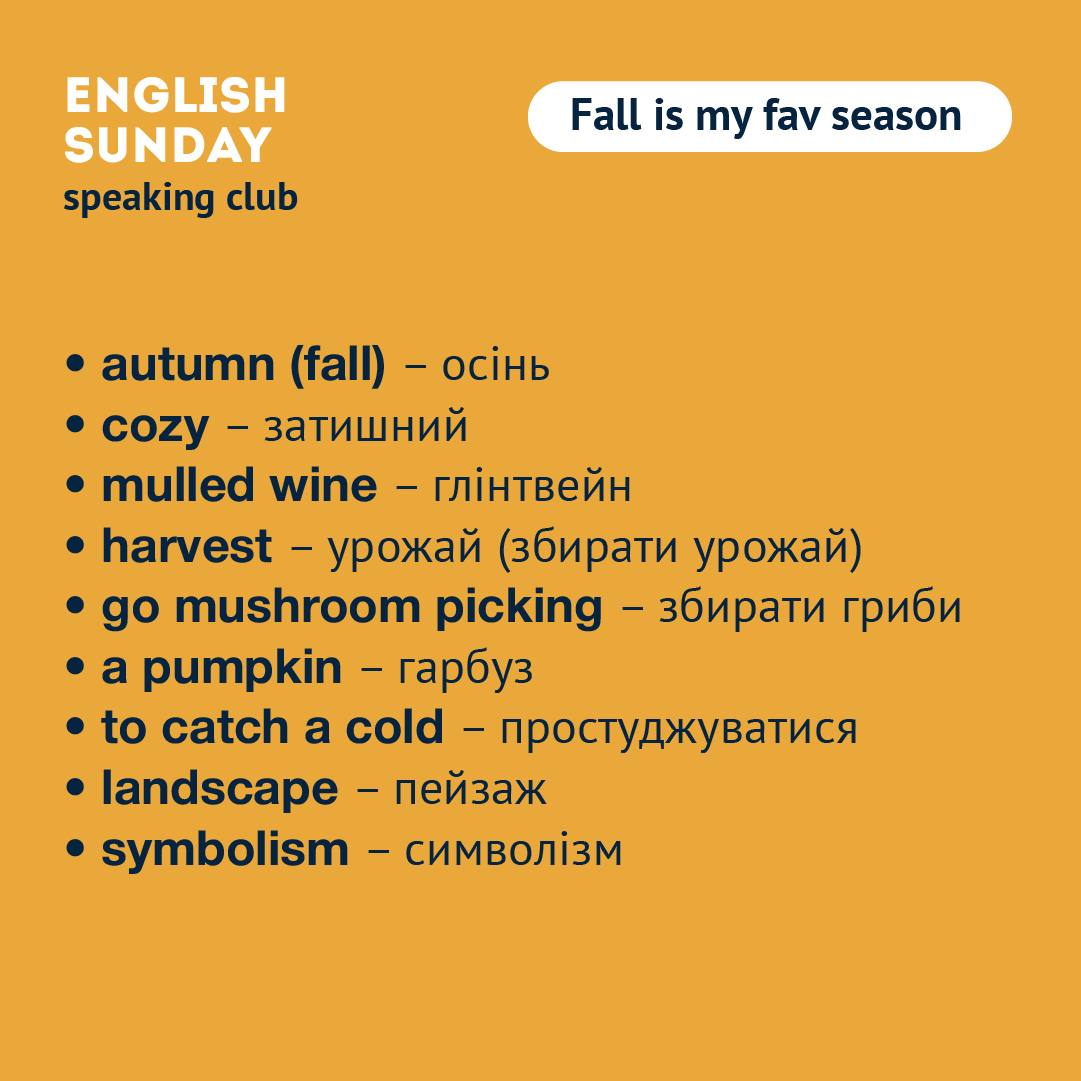 ENGLISH
SUNDAY
speaking club
Fall is my fav season
• autumn (fall) – осінь
• cozy – затишний
• mulled wine – глінтвейн
• harvest – урожай (збирати урожай)
• go mushroom picking – збирати гриби
• a pumpkin – гарбуз
• to catch a cold – простуджуватися
• landscape – пейзаж
• symbolism – символізм